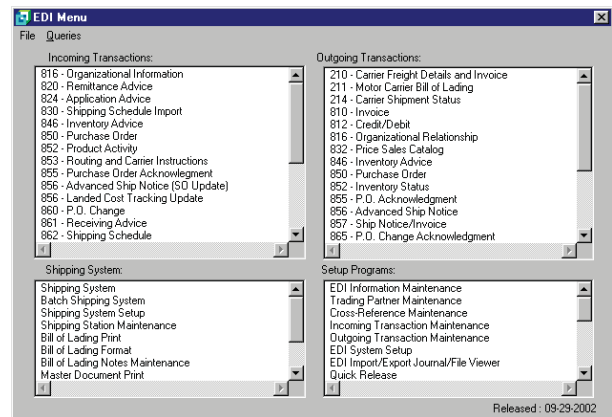 EDI Menu
File Queries
Incoming Transactions:
816 - Organizational Information
820 - Remittance Advice
824 - Application Advice
830 - Shipping Schedule Import
846 - Inventory Advice
850 - Purchase Order
852 - Product Activity
853 - Routing and Carrier Instructions
855 - Purchase Order Acknowlegment
856 - Advanced Ship Notice (SO Update)
856 - Landed Cost Tracking Update
860 - P.O. Change
861 - Receiving Advice
862 - Shipping Schedule
Outgoing Transactions:
210 - Carrier Freight Details and Invoice
211 - Motor Carrier Bill of Lading
214 - Carrier Shipment Status
810 - Invoice
812 - Credit/Debit
816 - Organizational Relationship
832 - Price Sales Catalog
846 - Inventory Advice
850 - Purchase Order
852 - Inventory Status
855 - P.O. Acknowledgment
856 - Advanced Ship Notice
857 - Ship Notice/Invoice
865 - P.O. Change Acknowledgment
Shipping System:
Shipping System
Batch Shipping System
Shipping System Setup
Shipping Station Maintenance
Bill of Lading Print
Bill of Lading Format
Bill of Lading Notes Maintenance
Master Document Print
Setup Programs:
EDI Information Maintenance
Trading Partner Maintenance
Cross-Reference Maintenance
Incoming Transaction Maintenance
Outgoing Transaction Maintenance
EDI System Setup
EDI Import/Export Journal/File Viewer
Quick Release
Released : 09-29-2002